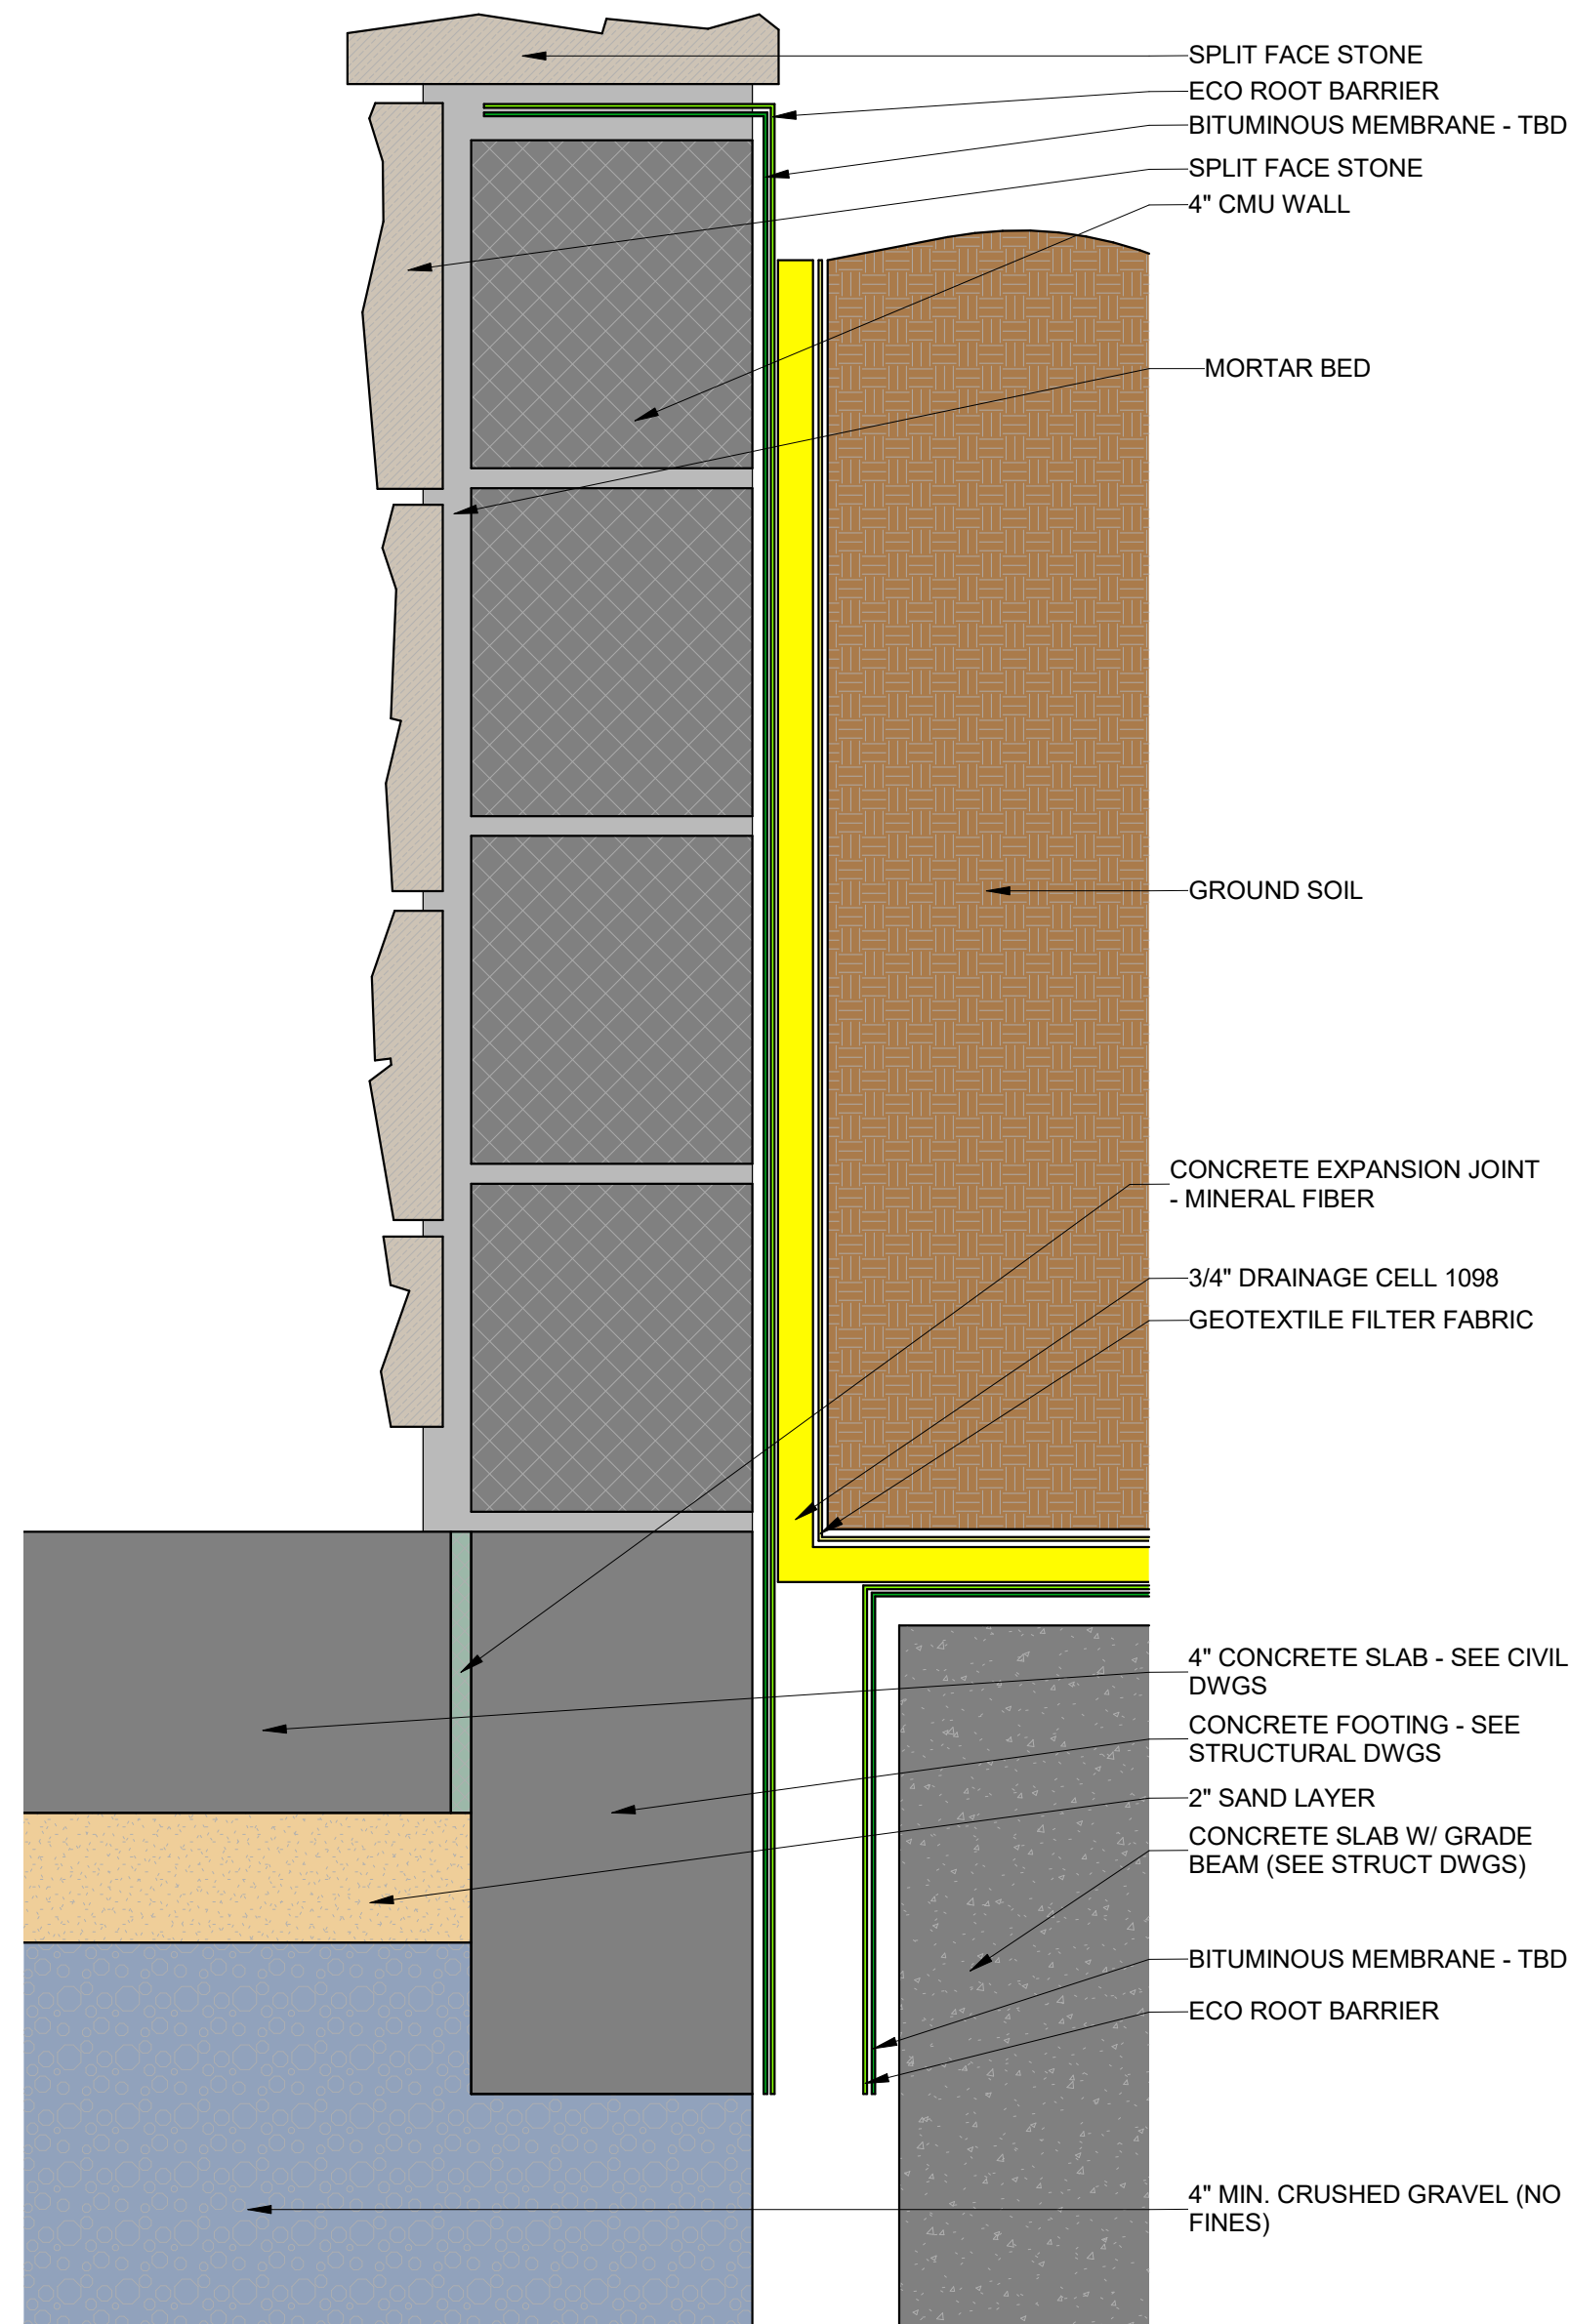 SPLIT FACE STONE
ECO ROOT BARRIER
BITUMINOUS MEMBRANE - TBD
SPLIT FACE STONE
4" CMU WALL
MORTAR BED
GROUND SOIL
CONCRETE EXPANSION JOINT
- MINERAL FIBER
3/4" DRAINAGE CELL 1098
GEOTEXTILE FILTER FABRIC
4" CONCRETE SLAB - SEE CIVIL
DWGS
CONCRETE FOOTING - SEE
STRUCTURAL DWGS
2" SAND LAYER
CONCRETE SLAB W/ GRADE
BEAM (SEE STRUCT DWGS)
BITUMINOUS MEMBRANE - TBD
ECO ROOT BARRIER
4" MIN. CRUSHED GRAVEL (NO
FINES)